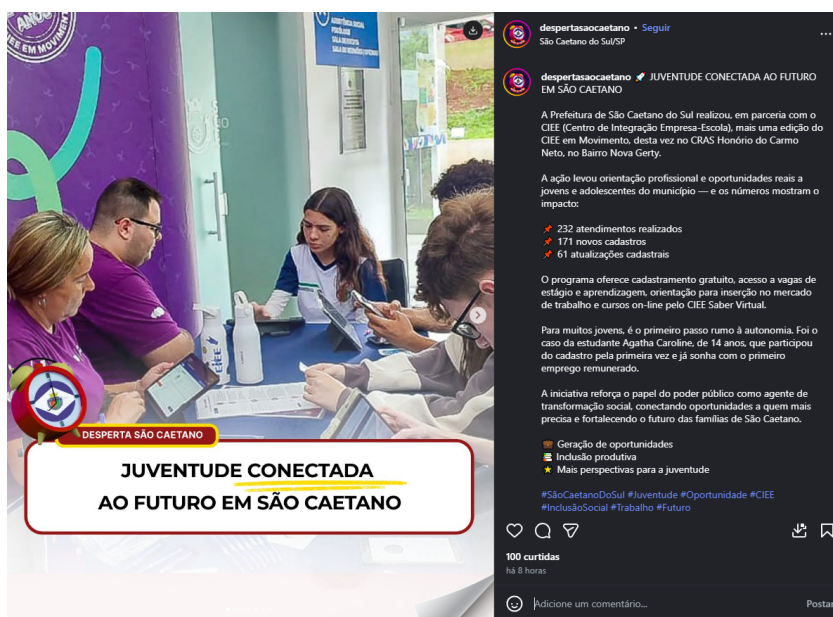 ANOS
CIEE EM MOVIMEN
ASSISTÊNCIA SOCIAL
PSICÓLOGO
DESPERTA SÃO CAETANO
JUVENTUDE CONECTADA
AO FUTURO EM SÃO CAETANO
despertasaocaetano • Seguir
São Caetano do Sul/SP
despertasaocaetano 🚀 JUVENTUDE CONECTADA AO FUTURO
EM SÃO CAETANO
A Prefeitura de São Caetano do Sul realizou, em parceria com o
CIEE (Centro de Integração Empresa-Escola), mais uma edição do
CIEE em Movimento, desta vez no CRAS Honório do Carmo
Neto, no Bairro Nova Gerty.
A ação levou orientação profissional e oportunidades reais a
jovens e adolescentes do município — e os números mostram o
impacto:
📌 232 atendimentos realizados
📌 171 novos cadastros
📌 61 atualizações cadastrais
O programa oferece cadastramento gratuito, acesso a vagas de
estágio e aprendizagem, orientação para inserção no mercado
de trabalho e cursos on-line pelo CIEE Saber Virtual.
Para muitos jovens, é o primeiro passo rumo à autonomia. Foi o
caso da estudante Agatha Caroline, de 14 anos, que participou
do cadastro pela primeira vez e já sonha com o primeiro
emprego remunerado.
A iniciativa reforça o papel do poder público como agente de
transformação social, conectando oportunidades a quem mais
precisa e fortalecendo o futuro das famílias de São Caetano.
💼 Geração de oportunidades
📚 Inclusão produtiva
⭐ Mais perspectivas para a juventude
#SãoCaetanoDoSul #Juventude #Oportunidade #CIEE
#InclusãoSocial #Trabalho #Futuro
100 curtidas
há 8 horas
Adicione um comentário...
Postar